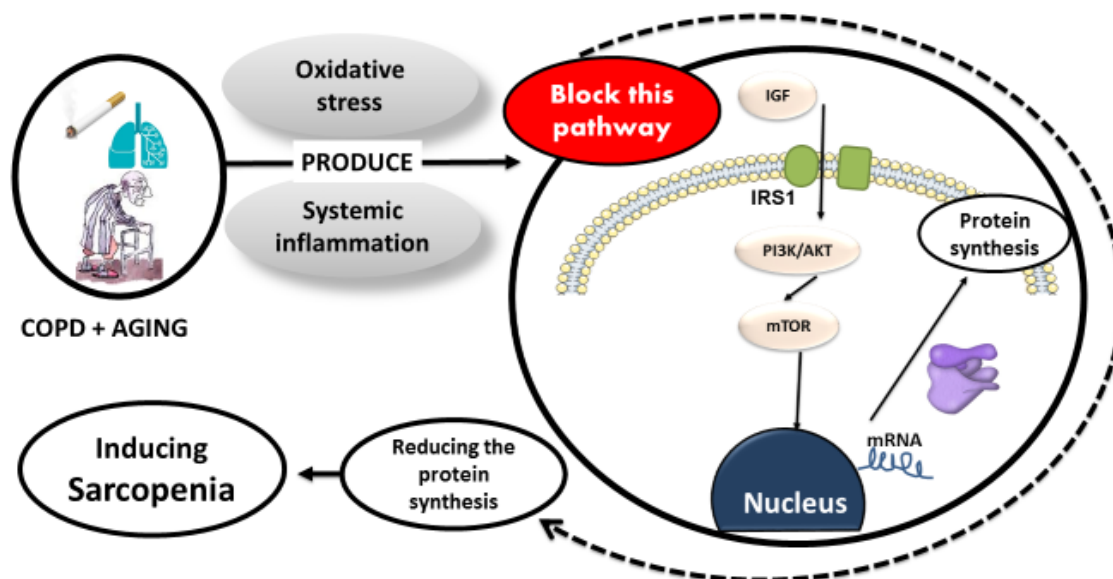 Oxidative
stress
PRODUCE
Systemic
inflammation
COPD + AGING
Block this
pathway
IGF
IRS1
PI3K/AKT
mTOR
Protein
synthesis
mRNA
Nucleus
Reducing the
protein
synthesis
Inducing
Sarcopenia